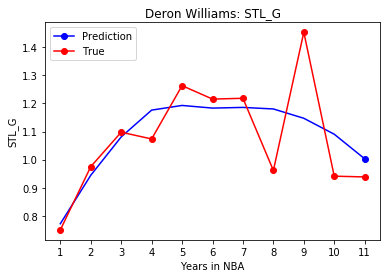 Deron Williams: STL_G
Prediction
True
STL_G
1.4
1.3
1.2
1.1
1.0
0.9
0.8
1 2 3 4 5 6 7 8 9 10 11
Years in NBA